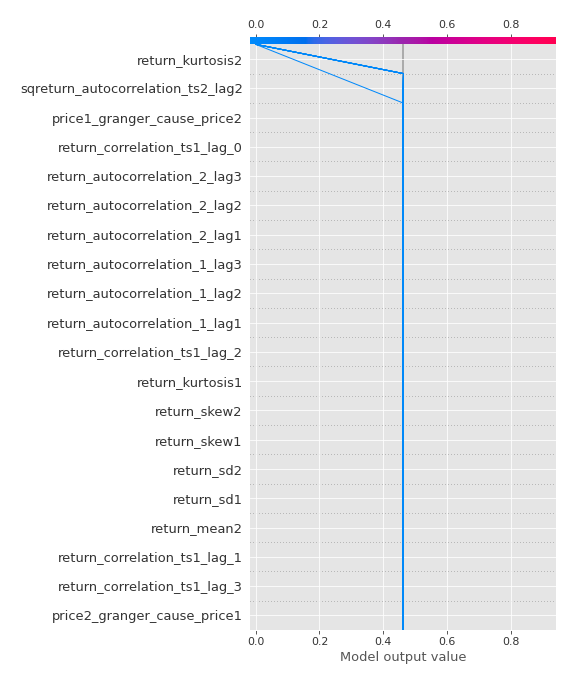 0.0 0.2 0.4 0.6 0.8
return_kurtosis2
sqreturn_autocorrelation_ts2_lag2
price1_granger_cause_price2
return_correlation_ts1_lag_0
return_autocorrelation_2_lag3
return_autocorrelation_2_lag2
return_autocorrelation_2_lag1
return_autocorrelation_1_lag3
return_autocorrelation_1_lag2
return_autocorrelation_1_lag1
return_correlation_ts1_lag_2
return_kurtosis1
return_skew2
return_skew1
return_sd2
return_sd1
return_mean2
return_correlation_ts1_lag_1
return_correlation_ts1_lag_3
price2_granger_cause_price1
0.0 0.2 0.4 0.6 0.8
Model output value